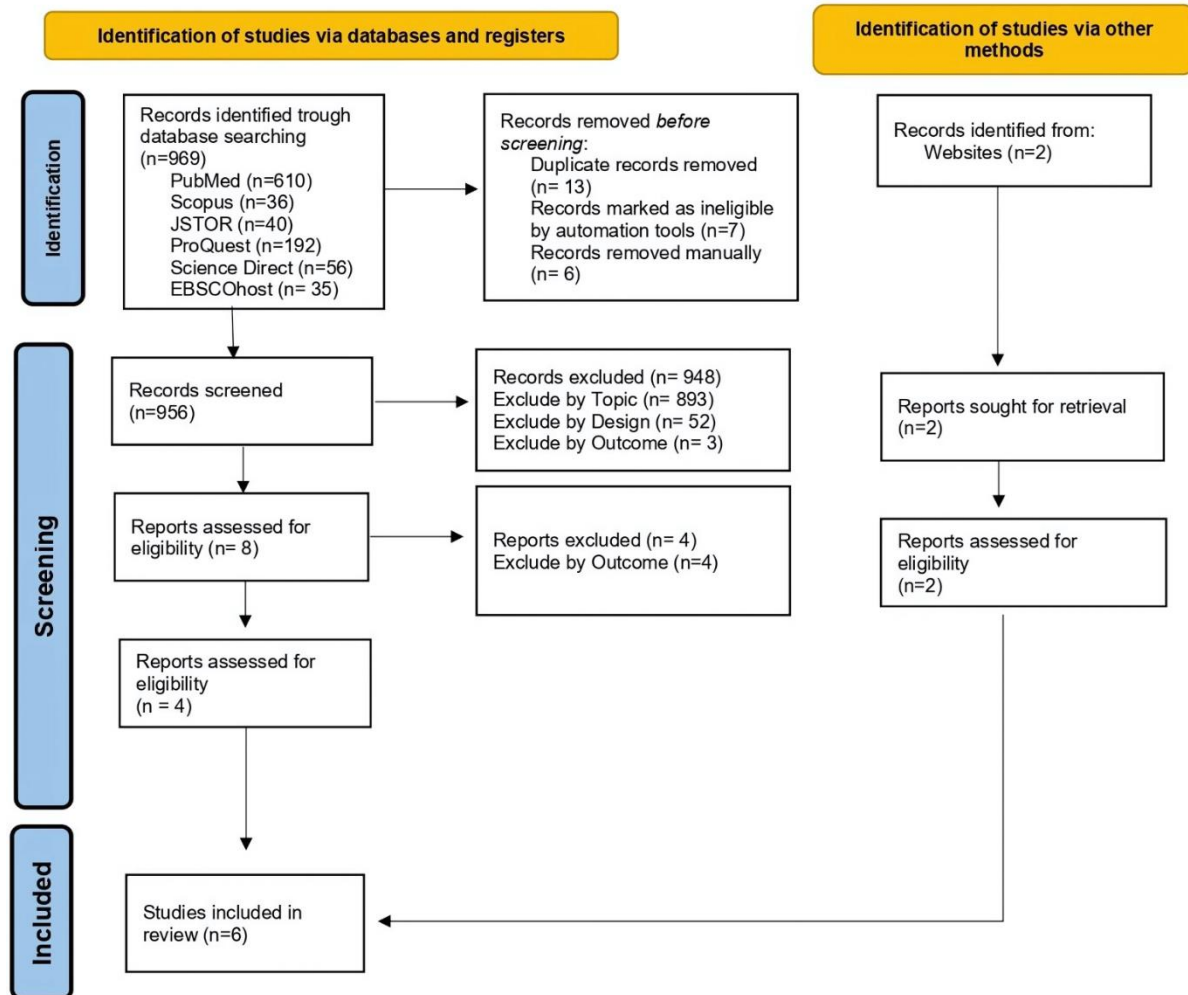 Identification of studies via databases and registers
Identification of studies via other
methods
Identification
Records identified trough
database searching
(n=969)
PubMed (n=610)
Scopus (n=36)
JSTOR (n=40)
ProQuest (n=192)
Science Direct (n=56)
EBSCOhost (n= 35)
Records removed before
screening:
Duplicate records removed
(n= 13)
Records marked as ineligible
by automation tools (n=7)
Records removed manually
(n= 6)
Records identified from:
Websites (n=2)
Screening
Records screened
(n=956)
Records excluded (n= 948)
Exclude by Topic (n= 893)
Exclude by Design (n= 52)
Exclude by Outcome (n= 3)
Reports sought for retrieval
(n=2)
Reports assessed for
eligibility (n= 8)
Reports excluded (n= 4)
Exclude by Outcome (n=4)
Reports assessed for
eligibility
(n=2)
Reports assessed for
eligibility
(n = 4)
Included
Studies included in
review (n=6)